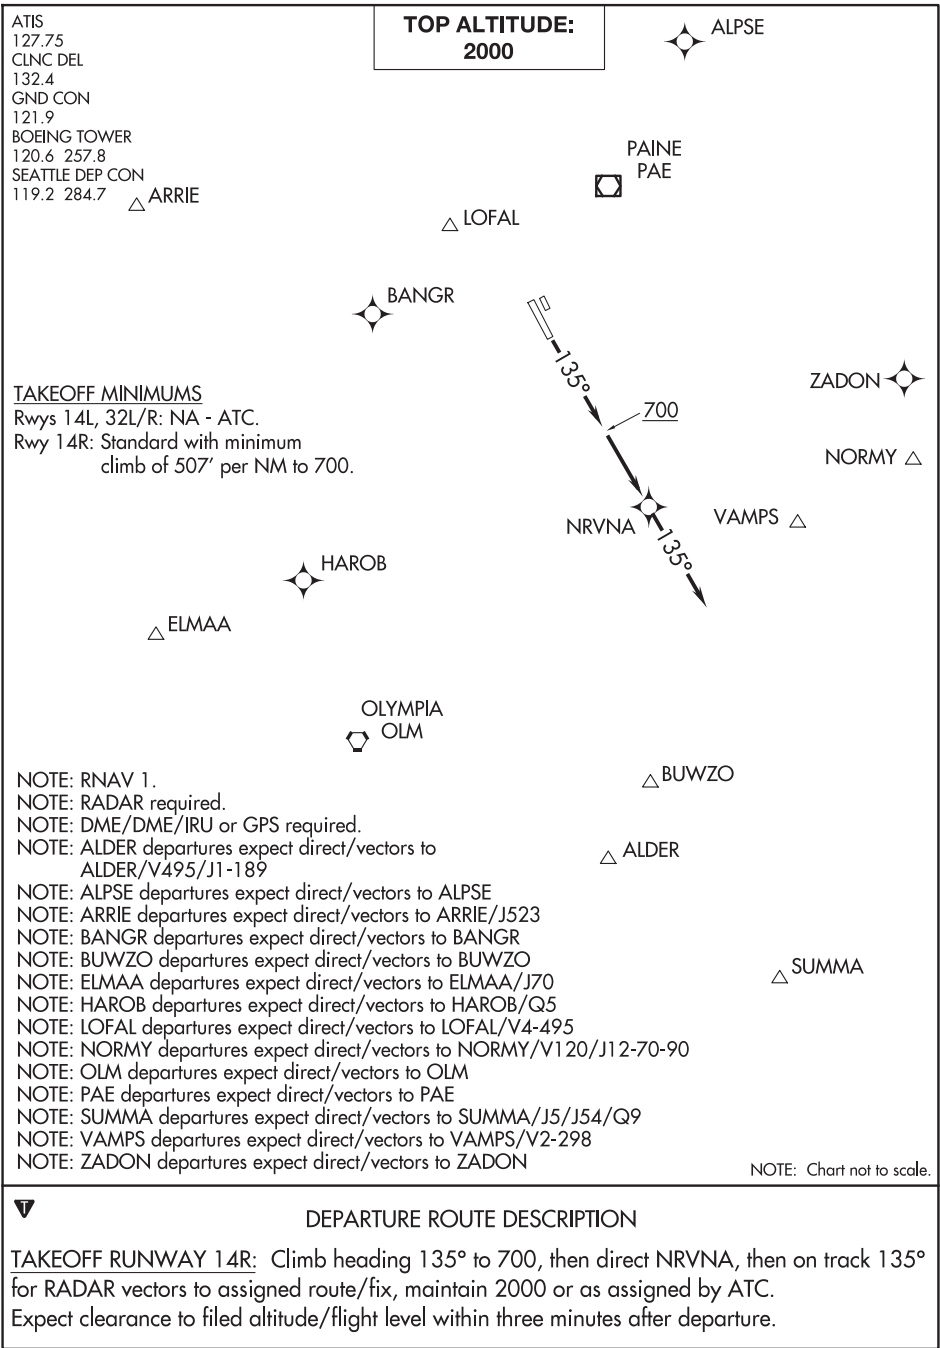 ATIS
127.75
CLNC DEL
132.4
GND CON
121.9
BOEING TOWER
120.6 257.8
SEATTLE DEP CON
119.2 284.7
TOP ALTITUDE:
2000
ALPSE
PAINE
PAE
ARRIE
LOFAL
BANGR
135°
ZADON
700
TAKEOFF MINIMUMS
Rwys 14L, 32L/R: NA - ATC.
Rwy 14R: Standard with minimum
climb of 507' per NM to 700.
NORMY
NRVNA
VAMPS
135°
HAROB
ELMAA
OLYMPIA
OLM
BUWZO
ALDER
SUMMA
NOTE: RNAV 1.
NOTE: RADAR required.
NOTE: DME/DME/IRU or GPS required.
NOTE: ALDER departures expect direct/vectors to
ALDER/V495/J1-189
NOTE: ALPSE departures expect direct/vectors to ALPSE
NOTE: ARRIE departures expect direct/vectors to ARRIE/J523
NOTE: BANGR departures expect direct/vectors to BANGR
NOTE: BUWZO departures expect direct/vectors to BUWZO
NOTE: ELMAA departures expect direct/vectors to ELMAA/J70
NOTE: HAROB departures expect direct/vectors to HAROB/Q5
NOTE: LOFAL departures expect direct/vectors to LOFAL/V4-495
NOTE: NORMY departures expect direct/vectors to NORMY/V120/J12-70-90
NOTE: OLM departures expect direct/vectors to OLM
NOTE: PAE departures expect direct/vectors to PAE
NOTE: SUMMA departures expect direct/vectors to SUMMA/J5/J54/Q9
NOTE: VAMPS departures expect direct/vectors to VAMPS/V2-298
NOTE: ZADON departures expect direct/vectors to ZADON
NOTE: Chart not to scale.
T
DEPARTURE ROUTE DESCRIPTION
TAKEOFF RUNWAY 14R: Climb heading 135° to 700, then direct NRVNA, then on track 135°
for RADAR vectors to assigned route/fix, maintain 2000 or as assigned by ATC.
Expect clearance to filed altitude/flight level within three minutes after departure.